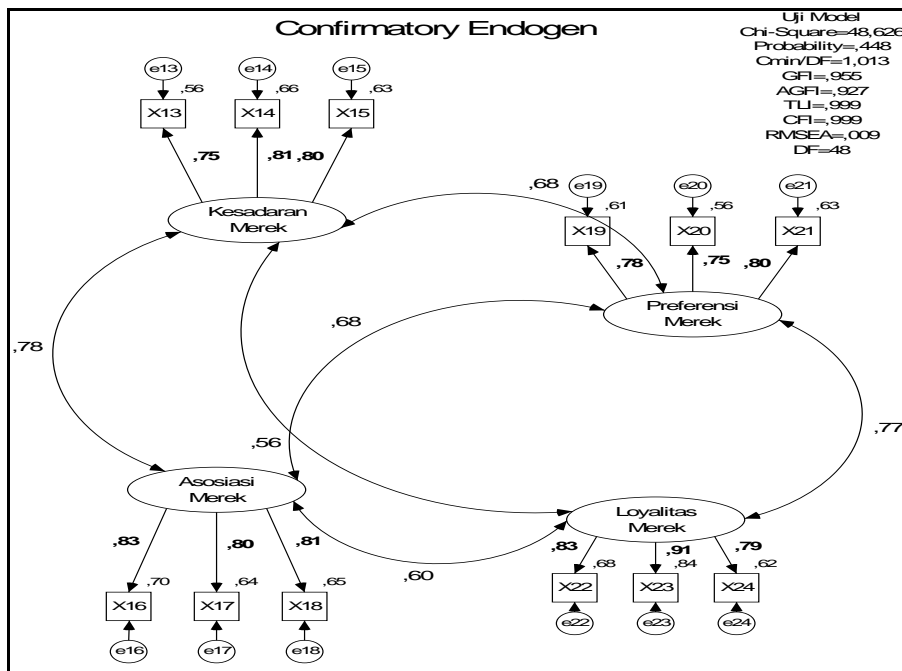 Confirmatory Endogen
Uji Model
Chi-Square=48,626
Probability=,448
Cmin/DF=1,013
GFI=,955
AGFI=,927
TLI=,999
CFI=,999
RMSEA=,009
DF=48
e13
e14
e15
,56
,66
,63
X13
X14
X15
,75
,81
,80
Kesadaran
Merek
,68
e19
e20
e21
,61
,56
,63
X19
X20
X21
,78
,75
,80
Preferensi
Merek
,78
,68
,56
,77
Asosiasi
Merek
,83
,80
,81
,70
,64
,65
X16
X17
X18
e16
e17
e18
,60
Loyalitas
Merek
,83
,91
,79
,68
,84
,62
X22
X23
X24
e22
e23
e24